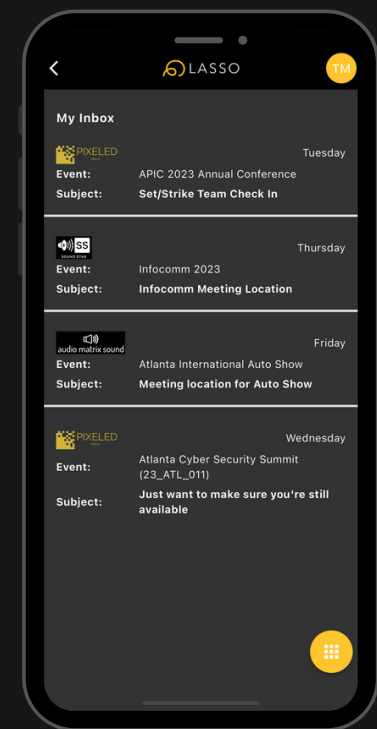 LASSO
TM
My Inbox
PIXELED
Tuesday
Event: APIC 2023 Annual Conference
Subject: Set/Strike Team Check In
SS
SOUND STAR
Thursday
Event: Infocomm 2023
Subject: Infocomm Meeting Location
audio matrix sound
Friday
Event: Atlanta International Auto Show
Subject: Meeting location for Auto Show
PIXELED
Wednesday
Event: Atlanta Cyber Security Summit
(23_ATL_011)
Subject: Just want to make sure you're still
available